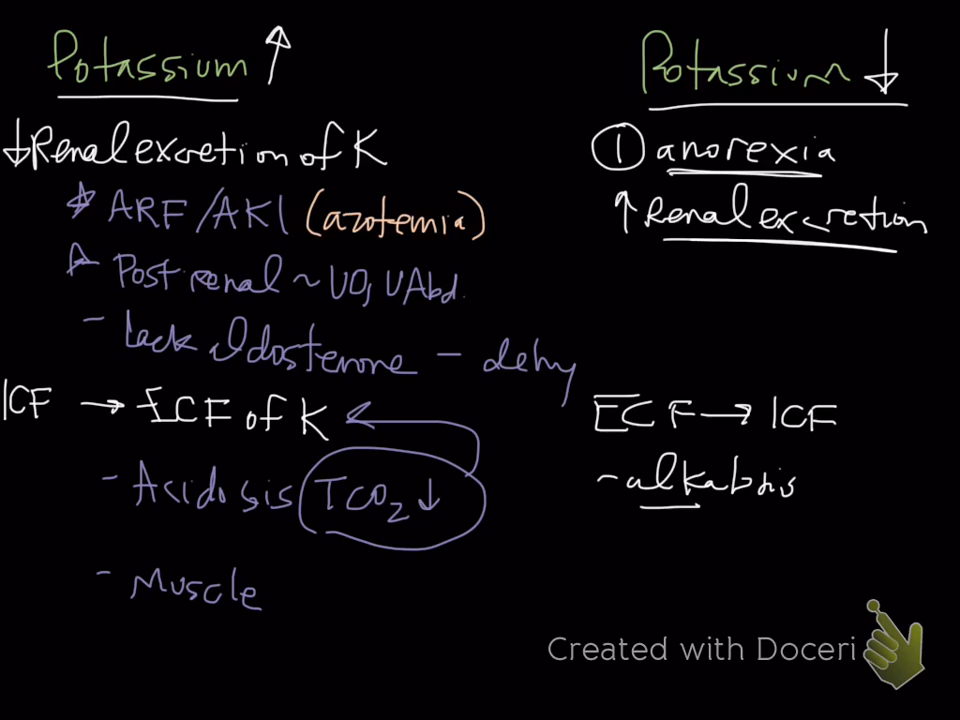 Potassium ↑
↓Renal excretion of K
* ARF/AKI (azotemia)
Post renal ~ UO, UAbd.
- Lack aldosterone - dehy
ICF → ECF of K
- Acidosis TCO2 ↓
- Muscle
Potassium ↓
① anorexia
↑ Renal excretion
ECF → ICF
- alkalosis
Created with Doceri